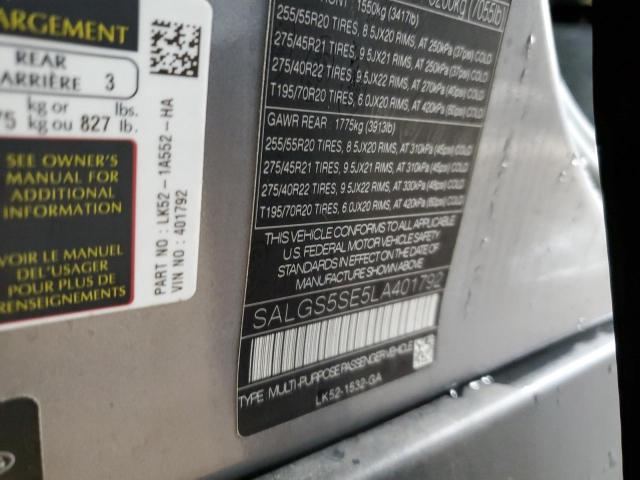 ARGEMENT
REAR
ARRIÈRE 3
kg or lbs.
75 kg ou 827 lb.
SEE OWNER'S
MANUAL FOR
ADDITIONAL
INFORMATION
VOIR LE MANUEL
DEL'USAGER
POUR PLUS DE
RENSEIGNEMENTS
PART NO: LK52-1A552-HA
VIN NO: 401792
3200kg (7055lb
1550kg (3417lb)
255/55R20 TIRES, 8.5JX20 RIMS, AT 250kPa (37psi) COLD
275/45R21 TIRES, 9.5JX21 RIMS, AT 250kPa (37psi) COLD
275/40R22 TIRES, 9.5JX22 RIMS, AT 270kPa (40psi) COLD
T195/70R20 TIRES, 6.0JX20 RIMS, AT 420kPa (60psi) COLD
GAWR REAR 1775kg (3913lb)
255/55R20 TIRES, 8.5JX20 RIMS, AT 310kPa (45psi) COLD
275/45R21 TIRES, 9.5JX21 RIMS, AT 310kPa (45psi) COLD
275/40R22 TIRES, 9.5JX22 RIMS, AT 330kPa (48psi) COLD
T195/70R20 TIRES, 6.0JX20 RIMS, AT 420kPa (60psi) COLD
THIS VEHICLE CONFORMS TO ALL APPLICABLE
U.S. FEDERAL MOTOR VEHICLE SAFETY
STANDARDS IN EFFECT ON THE DATE OF
MANUFACTURE SHOWN ABOVE.
SALGS5SE5LA401792
TYPE MULTI-PURPOSE PASSENGER VEHICLE
LK52-1532-GA